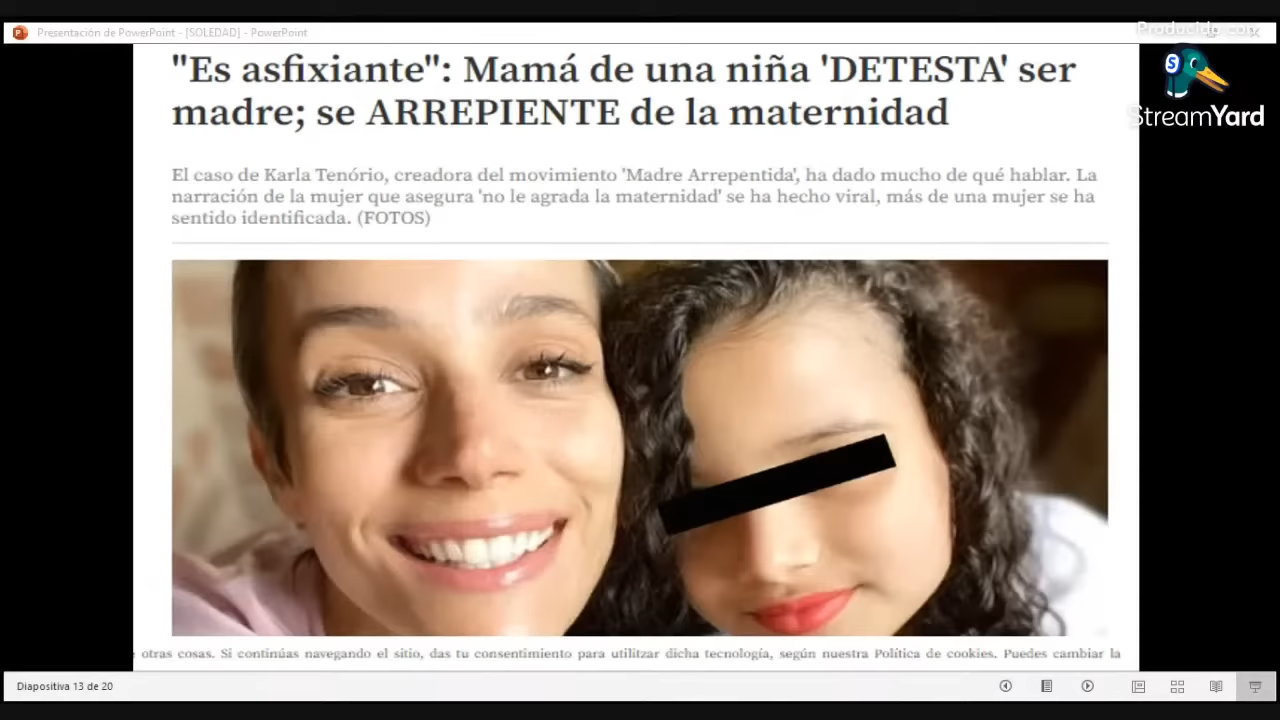 Presentación de PowerPoint - [SOLEDAD] - PowerPoint
Producido con
StreamYard
"Es asfixiante": Mamá de una niña 'DETESTA' ser
madre; se ARREPIENTE de la maternidad
El caso de Karla Tenório, creadora del movimiento 'Madre Arrepentida', ha dado mucho de qué hablar. La
narración de la mujer que asegura 'no le agrada la maternidad' se ha hecho viral, más de una mujer se ha
sentido identificada. (FOTOS)
otras cosas. Si continúas navegando el sitio, das tu consentimiento para utilitzar dicha tecnología, según nuestra Política de cookies. Puedes cambiar la
Diapositiva 13 de 20